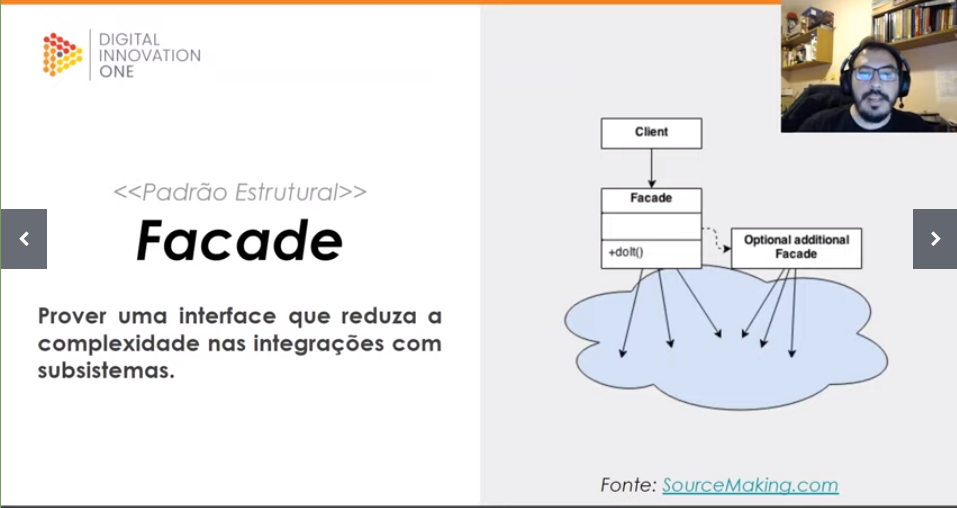 DIGITAL
INNOVATION
ONE
<<Padrão Estrutural>>
Facade
Prover uma interface que reduza a
complexidade nas integrações com
subsistemas.
Client
Facade
+doIt()
Optional additional
Facade
Fonte: SourceMaking.com